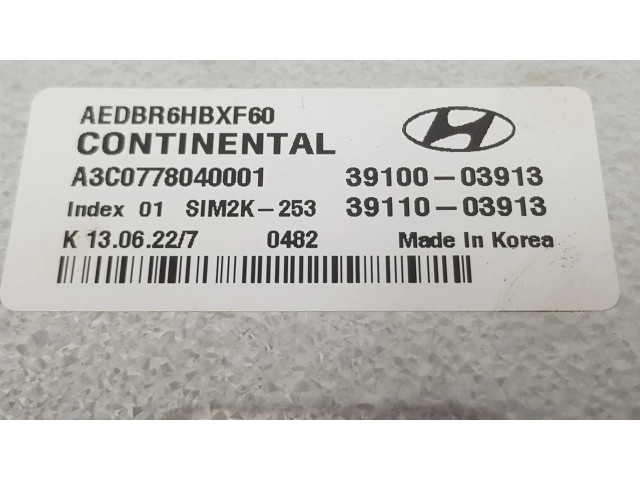 AEDBR6HBXF60
CONTINENTAL
A3C0778040001 39100-03913
Index 01 SIM2K-253 39110-03913
K 13.06.22/7 0482 Made In Korea